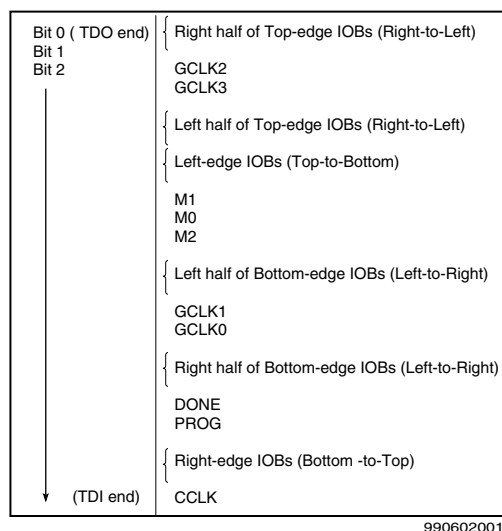 Bit 0 ( TDO end)
Bit 1
Bit 2
Right half of Top-edge IOBs (Right-to-Left)
GCLK2
GCLK3
Left half of Top-edge IOBs (Right-to-Left)
Left-edge IOBs (Top-to-Bottom)
M1
M0
M2
Left half of Bottom-edge IOBs (Left-to-Right)
GCLK1
GCLK0
Right half of Bottom-edge IOBs (Left-to-Right)
DONE
PROG
Right-edge IOBs (Bottom -to-Top)
(TDI end)
CCLK
990602001